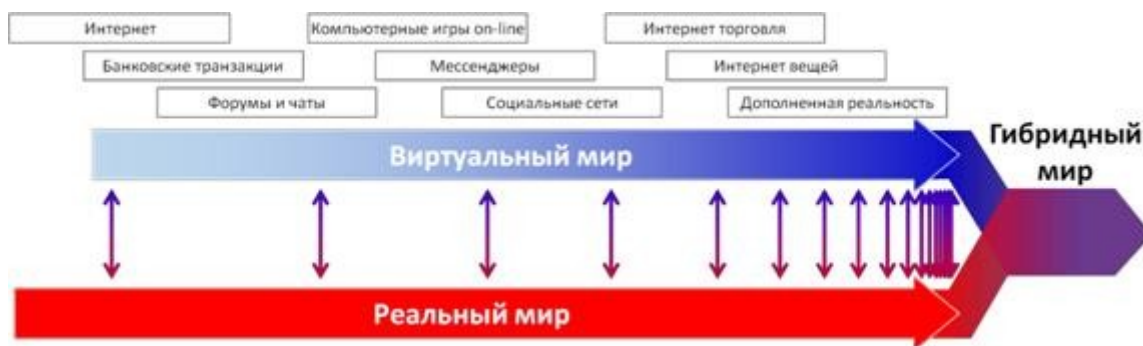 Интернет
Компьютерные игры on-line
Интернет торговля
Банковские транзакции
Мессенджеры
Интернет вещей
Форумы и чаты
Социальные сети
Дополненная реальность
Виртуальный мир
Гибридный
мир
Реальный мир